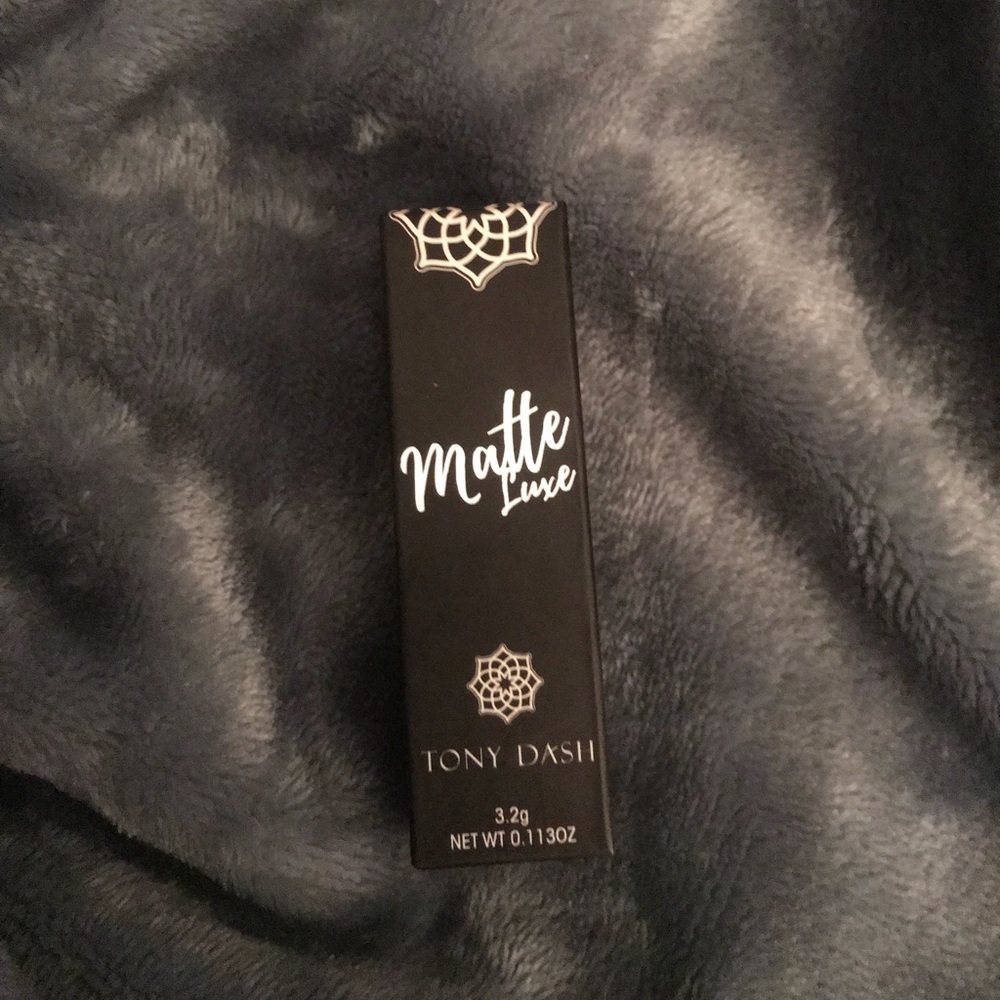 Matte
Luxe
TONY DASH
3.2g
NET WT 0.113OZ